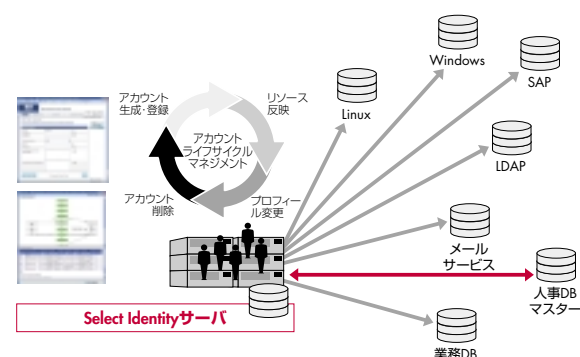 アカウント
生成・登録
リソース
反映
アカウント
ライフサイクル
マネジメント
アカウント
削除
プロフィー
ル変更
Linux
Windows
SAP
LDAP
メール
サービス
人事DB
マスター
業務DB
Select Identityサーバ